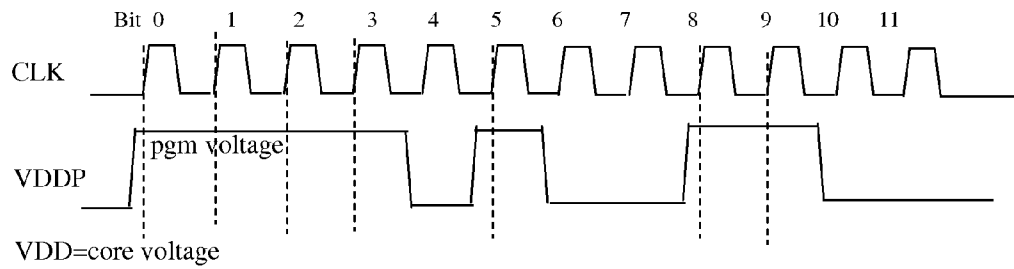 Bit 0 1 2 3 4 5 6 7 8 9 10 11
CLK
pgm voltage
VDDP
VDD=core voltage